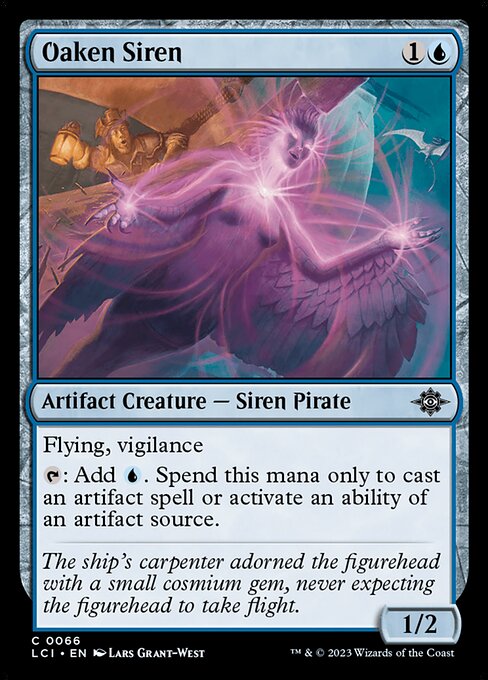 Oaken Siren 1
Artifact Creature — Siren Pirate
Flying, vigilance
: Add . Spend this mana only to cast
an artifact spell or activate an ability of
an artifact source.
The ship's carpenter adorned the figurehead
with a small cosmium gem, never expecting
the figurehead to take flight.
1/2
C 0066
LCI • EN Lars Grant-West
™ & © 2023 Wizards of the Coast